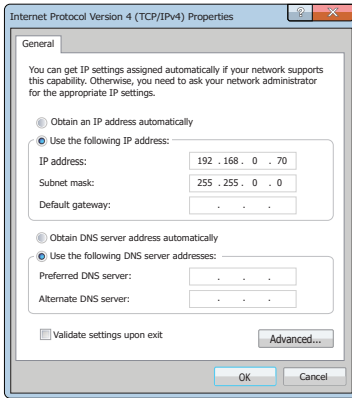 Internet Protocol Version 4 (TCP/IPv4) Properties
?
General
You can get IP settings assigned automatically if your network supports
this capability. Otherwise, you need to ask your network administrator
for the appropriate IP settings.
Obtain an IP address automatically
Use the following IP address:
IP address: 192 . 168 . 0 . 70
Subnet mask: 255 . 255 . 0 . 0
Default gateway: . . .
Obtain DNS server address automatically
Use the following DNS server addresses:
Preferred DNS server: . . .
Alternate DNS server: . . .
Validate settings upon exit
Advanced...
OK Cancel